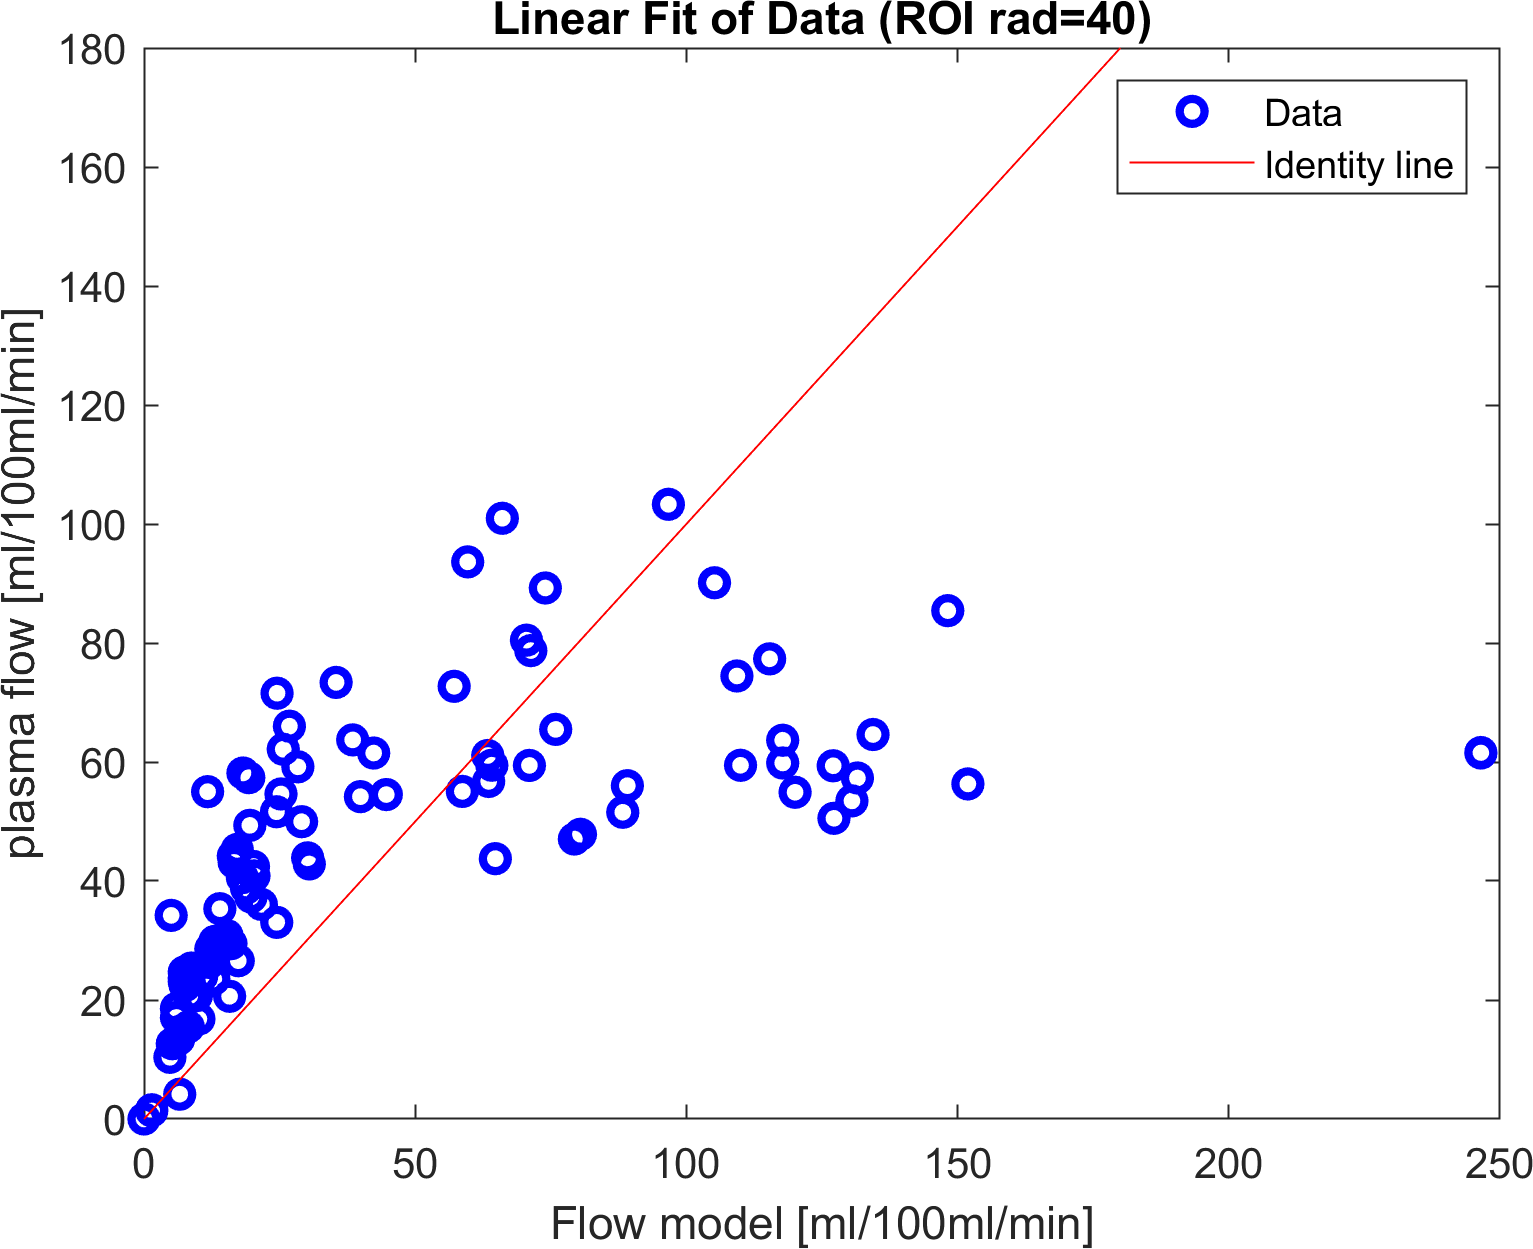 Linear Fit of Data (ROI rad=40)
180
160
140
120
100
80
60
40
20
0
plasma flow [ml/100ml/min]
Data
Identity line
0 50 100 150 200 250
Flow model [ml/100ml/min]